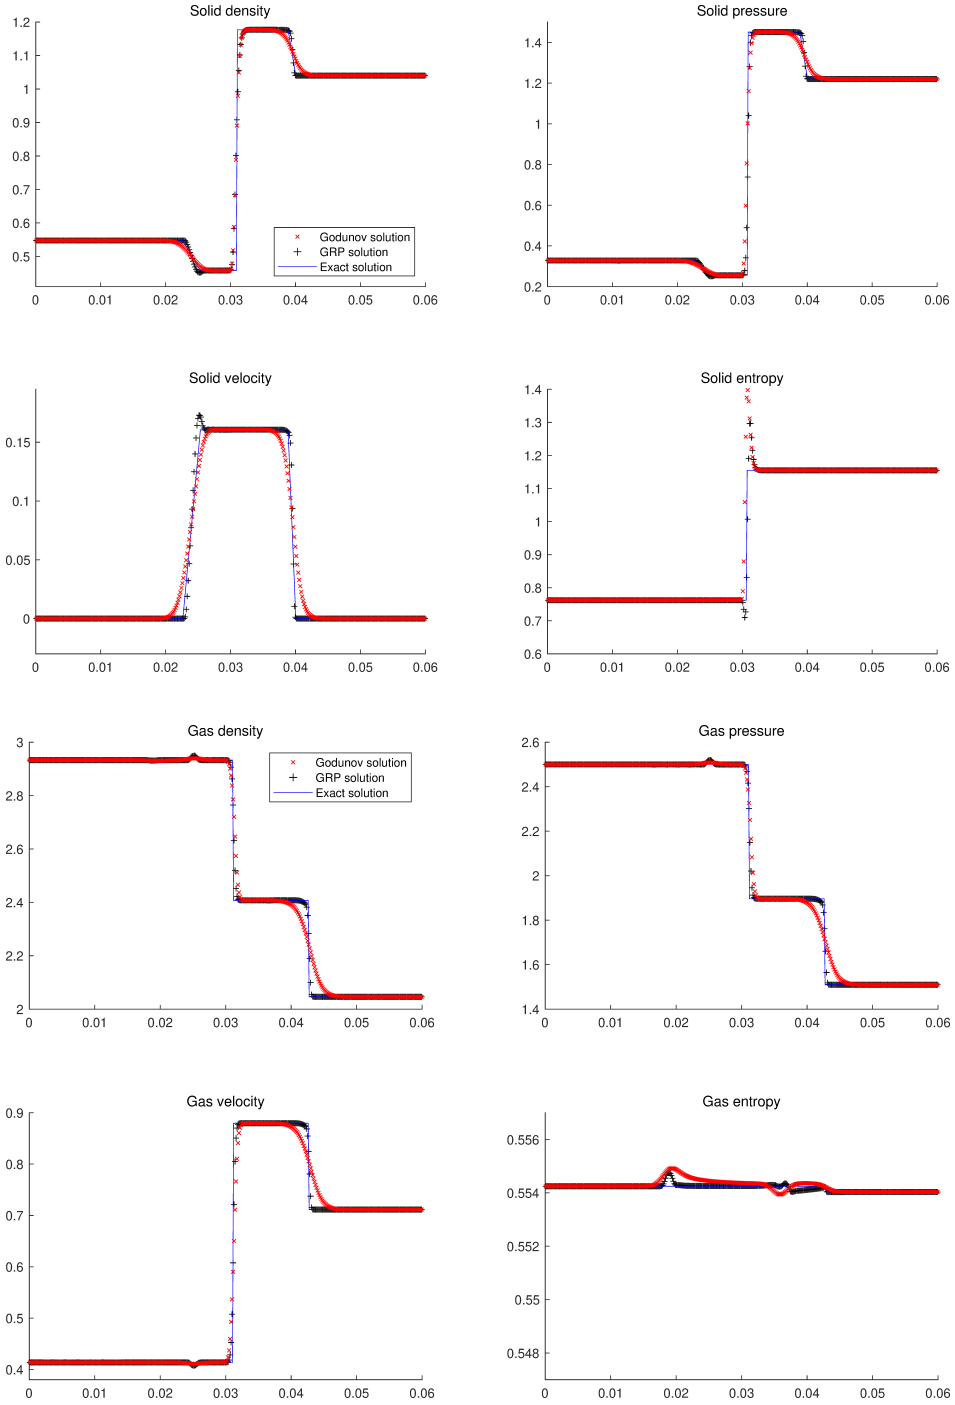 Solid density
1.2
1.1
1
0.9
0.8
0.7
0.6
0.5
Godunov solution
GRP solution
Exact solution
0 0.01 0.02 0.03 0.04 0.05 0.06
Solid pressure
1.4
1.2
1
0.8
0.6
0.4
0.2
0 0.01 0.02 0.03 0.04 0.05 0.06
Solid velocity
0.15
0.1
0.05
0
0 0.01 0.02 0.03 0.04 0.05 0.06
Solid entropy
1.4
1.3
1.2
1.1
1
0.9
0.8
0.7
0.6
0 0.01 0.02 0.03 0.04 0.05 0.06
Gas density
3
2.8
2.6
2.4
2.2
2
Godunov solution
GRP solution
Exact solution
0 0.01 0.02 0.03 0.04 0.05 0.06
Gas pressure
2.6
2.4
2.2
2
1.8
1.6
1.4
0 0.01 0.02 0.03 0.04 0.05 0.06
Gas velocity
0.9
0.8
0.7
0.6
0.5
0.4
0 0.01 0.02 0.03 0.04 0.05 0.06
Gas entropy
0.556
0.554
0.552
0.55
0.548
0 0.01 0.02 0.03 0.04 0.05 0.06